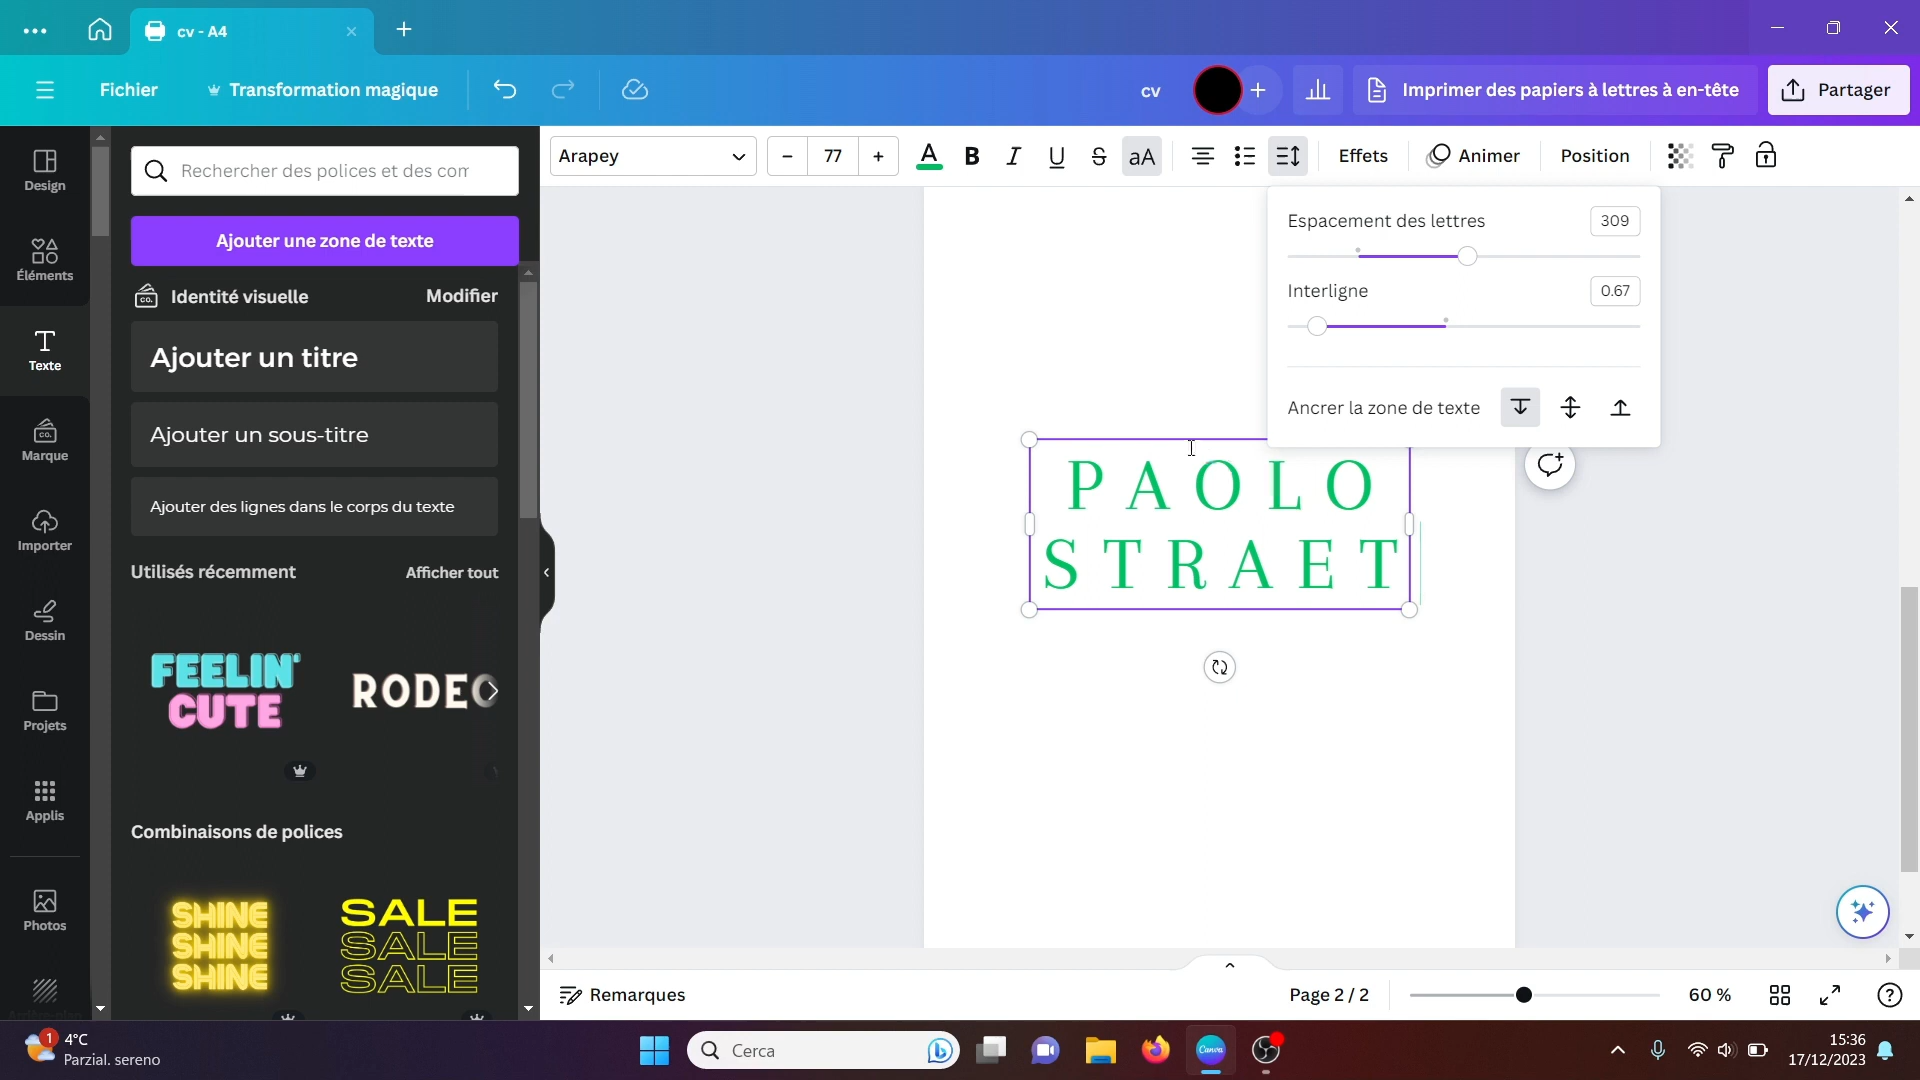 cv - A4
Fichier
Transformation magique
cv
Imprimer des papiers à lettres à en-tête
Partager
Design
Éléments
Texte
Marque
Importer
Dessin
Projets
Applis
Photos
Rechercher des polices et des com
Ajouter une zone de texte
Identité visuelle
Modifier
Ajouter un titre
Ajouter un sous-titre
Ajouter des lignes dans le corps du texte
Utilisés récemment
Afficher tout
FEELIN'
CUTE
RODEO
Combinaisons de polices
SHINE
SHINE
SHINE
SALE
SALE
SALE
Arapey
- 77 +
A B I U S aA
Effets
Animer
Position
Espacement des lettres
309
Interligne
0.67
Ancrer la zone de texte
PAOLO
STRAET
Remarques
Page 2 / 2
60 %
1
4°C
Parzial. sereno
Cerca
Canva
15:36
17/12/2023